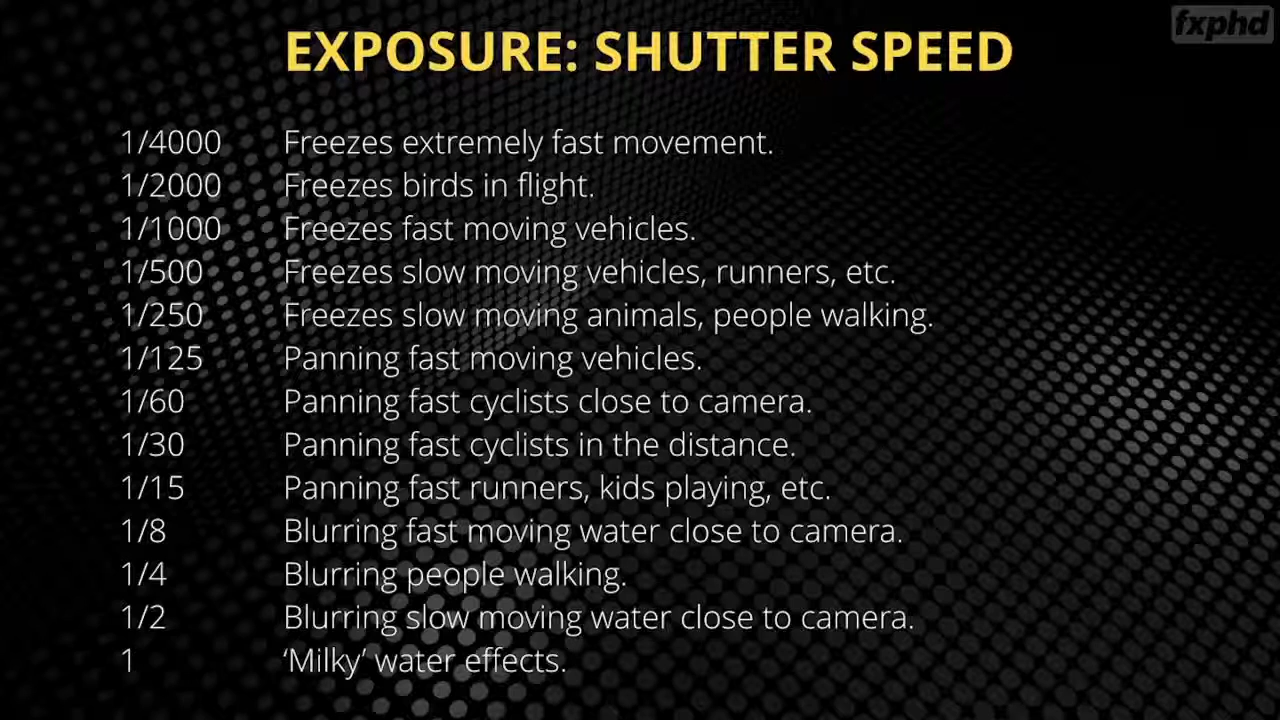 fxphd
EXPOSURE: SHUTTER SPEED
1/4000 Freezes extremely fast movement.
1/2000 Freezes birds in flight.
1/1000 Freezes fast moving vehicles.
1/500 Freezes slow moving vehicles, runners, etc.
1/250 Freezes slow moving animals, people walking.
1/125 Panning fast moving vehicles.
1/60 Panning fast cyclists close to camera.
1/30 Panning fast cyclists in the distance.
1/15 Panning fast runners, kids playing, etc.
1/8 Blurring fast moving water close to camera.
1/4 Blurring people walking.
1/2 Blurring slow moving water close to camera.
1 ‘Milky’ water effects.